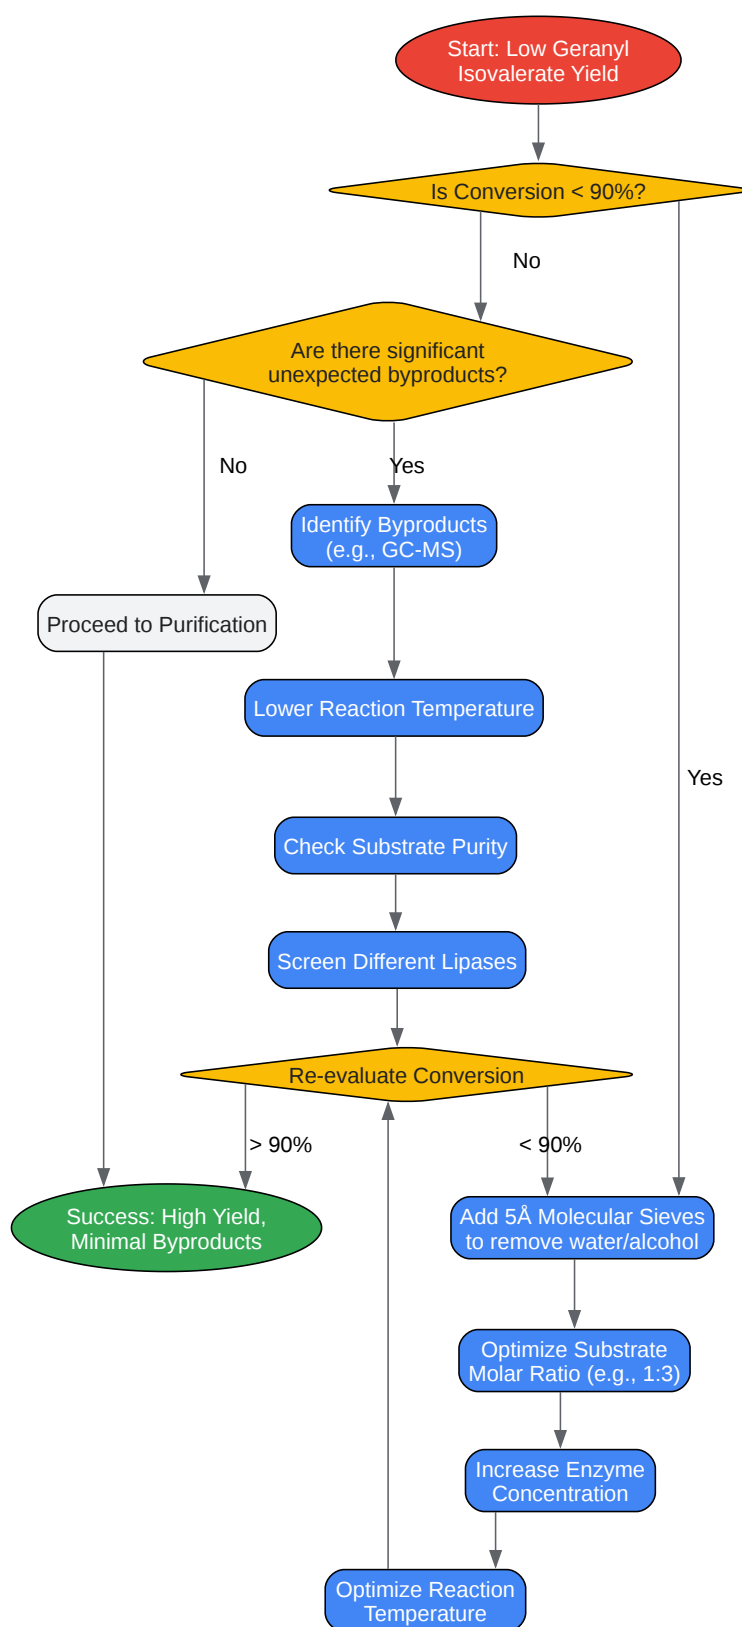 Start: Low Geranyl
Isovalerate Yield
Is Conversion < 90%?
No
Are there significant
unexpected byproducts?
No
Yes
Identify Byproducts
(e.g., GC-MS)
Proceed to Purification
Lower Reaction Temperature
Yes
Check Substrate Purity
Screen Different Lipases
Re-evaluate Conversion
> 90%
< 90%
Success: High Yield,
Minimal Byproducts
Add 5Å Molecular Sieves
to remove water/alcohol
Optimize Substrate
Molar Ratio (e.g., 1:3)
Increase Enzyme
Concentration
Optimize Reaction
Temperature